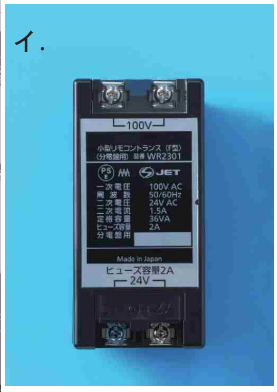 イ.
100V
小型リモコントランス（F型）
(分電盤用) 品番 WR2301
PS E JET
一次電圧 100V AC
周波数 50/60Hz
二次電圧 24V AC
二次電流 1.5A
定格容量 36VA
ヒューズ容量 2A
分電盤用
Made in Japan
ヒューズ容量2A
24V